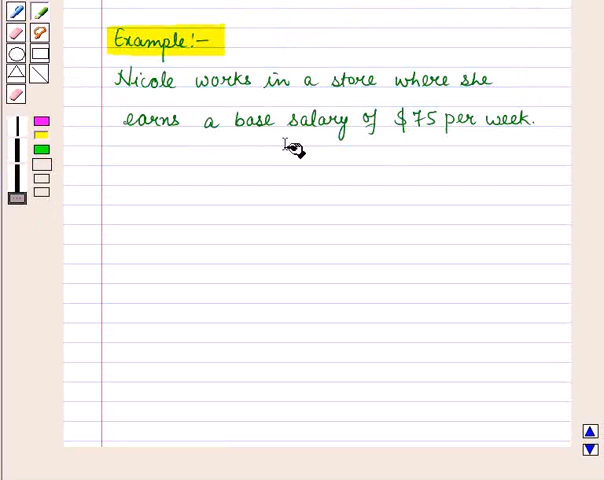 Example:-
Nicole works in a store where she
earns a base salary of $75 per week.